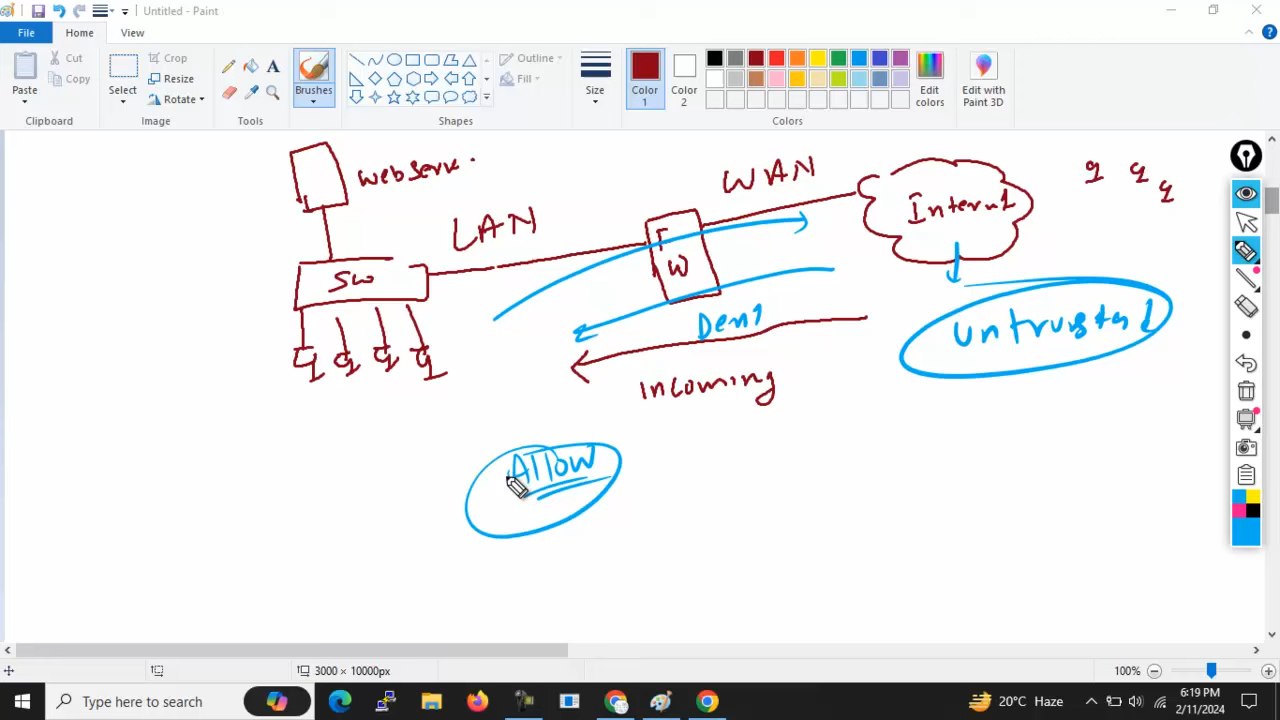 Untitled - Paint
File Home View
Paste
Cut
Copy
Clipboard
Select
Crop
Resize
Rotate
Image
Tools
Brushes
Outline
Fill
Shapes
Size
Color 1
Color 2
Edit colors
Colors
Edit with Paint 3D
webserv.
LAN
WAN
Internet
SW
F
W
Deny
Untrusted
Incoming
Allow
3000 × 10000px
100%
Type here to search
20°C Haze
6:19 PM
2/11/2024